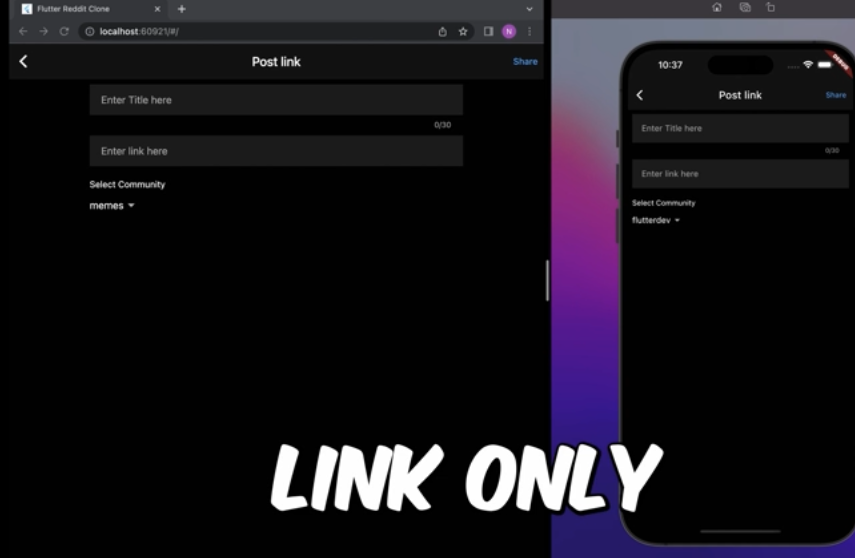 Flutter Reddit Clone
localhost:60921/#/
N
Post link
Share
Enter Title here
0/30
Enter link here
Select Community
memes
10:37
DEBUG
Post link
Share
Enter Title here
0/30
Enter link here
Select Community
flutterdev
LINK ONLY